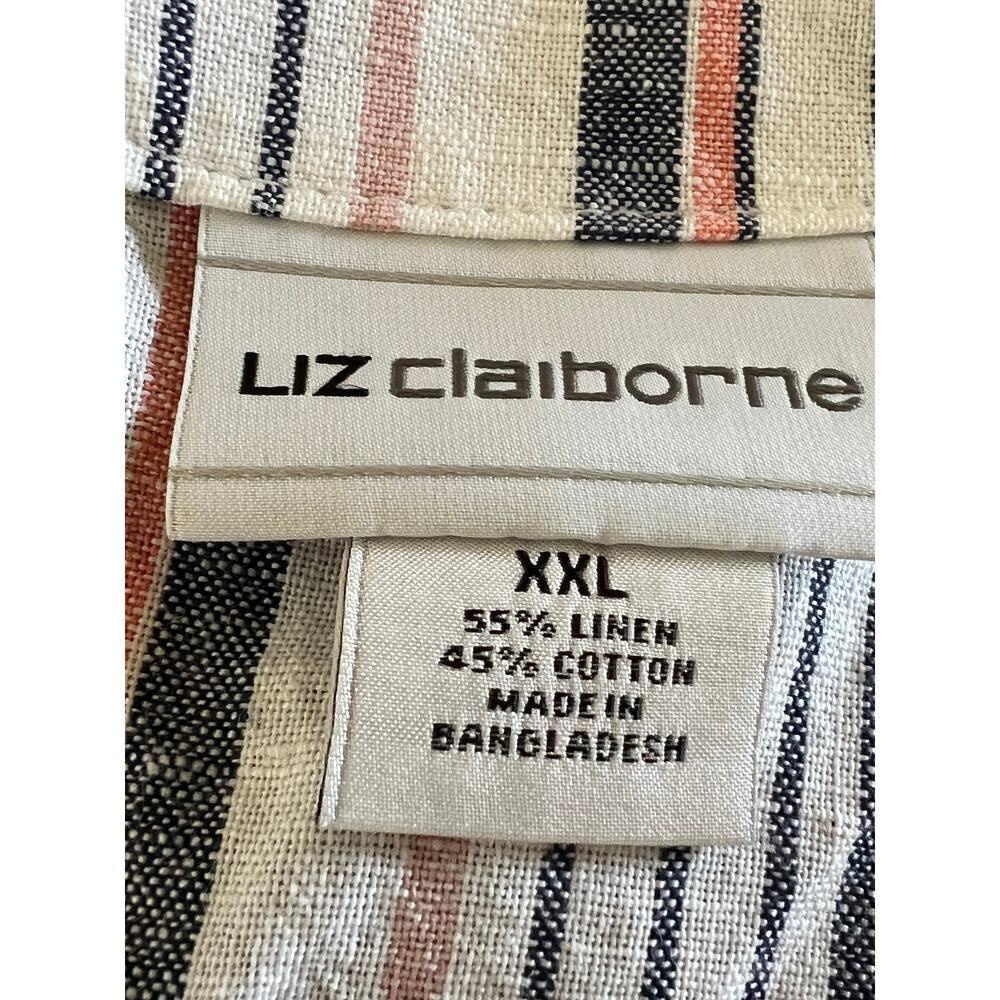 LIZ claiborne
XXL
55% LINEN
45% COTTON
MADE IN
BANGLADESH